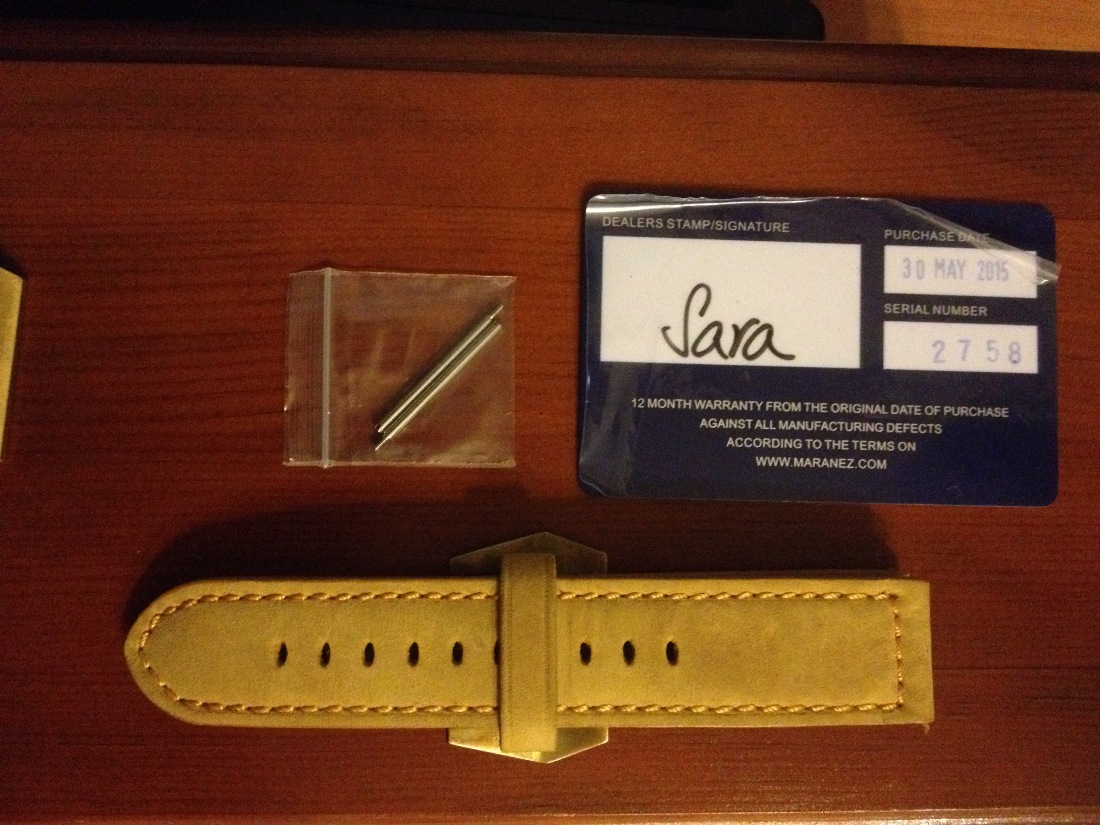 DEALERS STAMP/SIGNATURE
Sara
PURCHASE DATE
30 MAY 2015
SERIAL NUMBER
2758
12 MONTH WARRANTY FROM THE ORIGINAL DATE OF PURCHASE
AGAINST ALL MANUFACTURING DEFECTS
ACCORDING TO THE TERMS ON
WWW.MARANEZ.COM